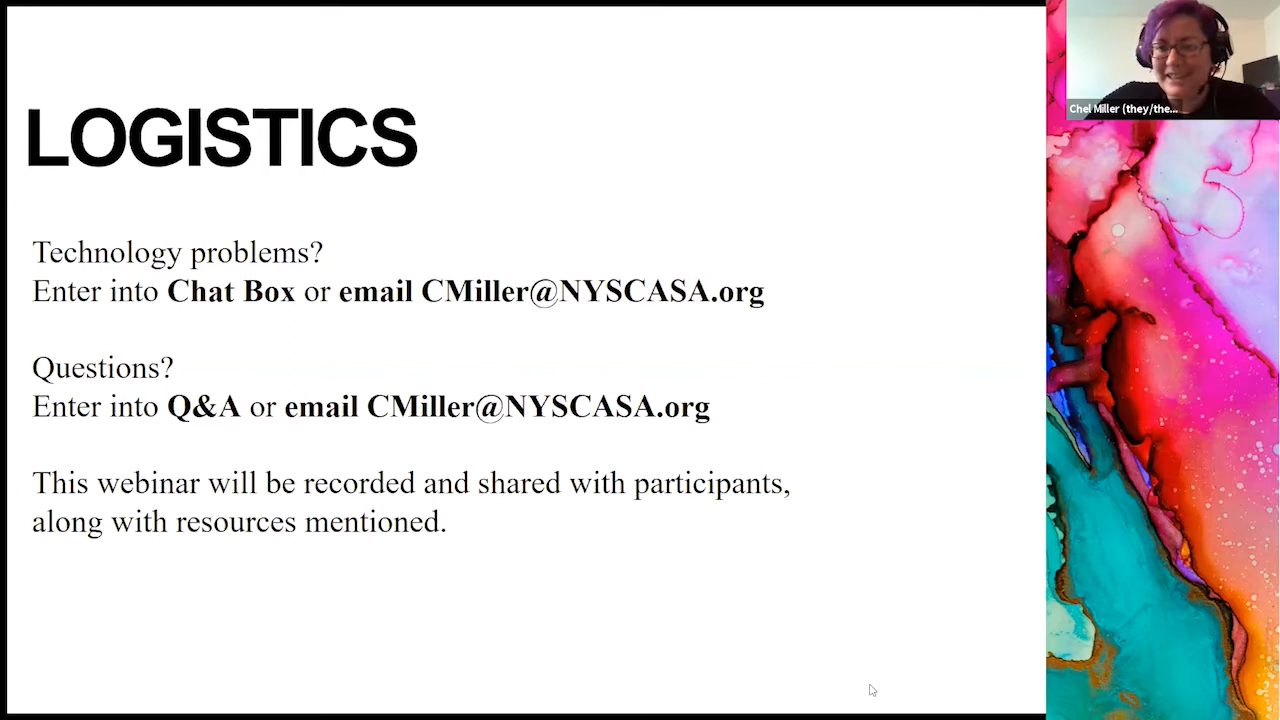 LOGISTICS
Technology problems?
Enter into Chat Box or email CMiller@NYSCASA.org
Questions?
Enter into Q&A or email CMiller@NYSCASA.org
This webinar will be recorded and shared with participants,
along with resources mentioned.
Chel Miller (they/the...